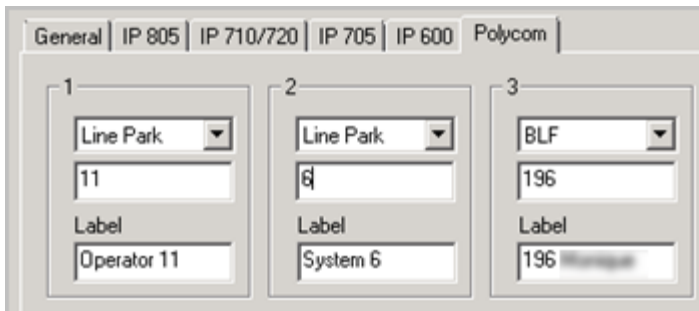 General IP 805 IP 710/720 IP 705 IP 600 Polycom
1 2 3
Line Park Line Park BLF
11 6 196
Label Label Label
Operator 11 System 6 196